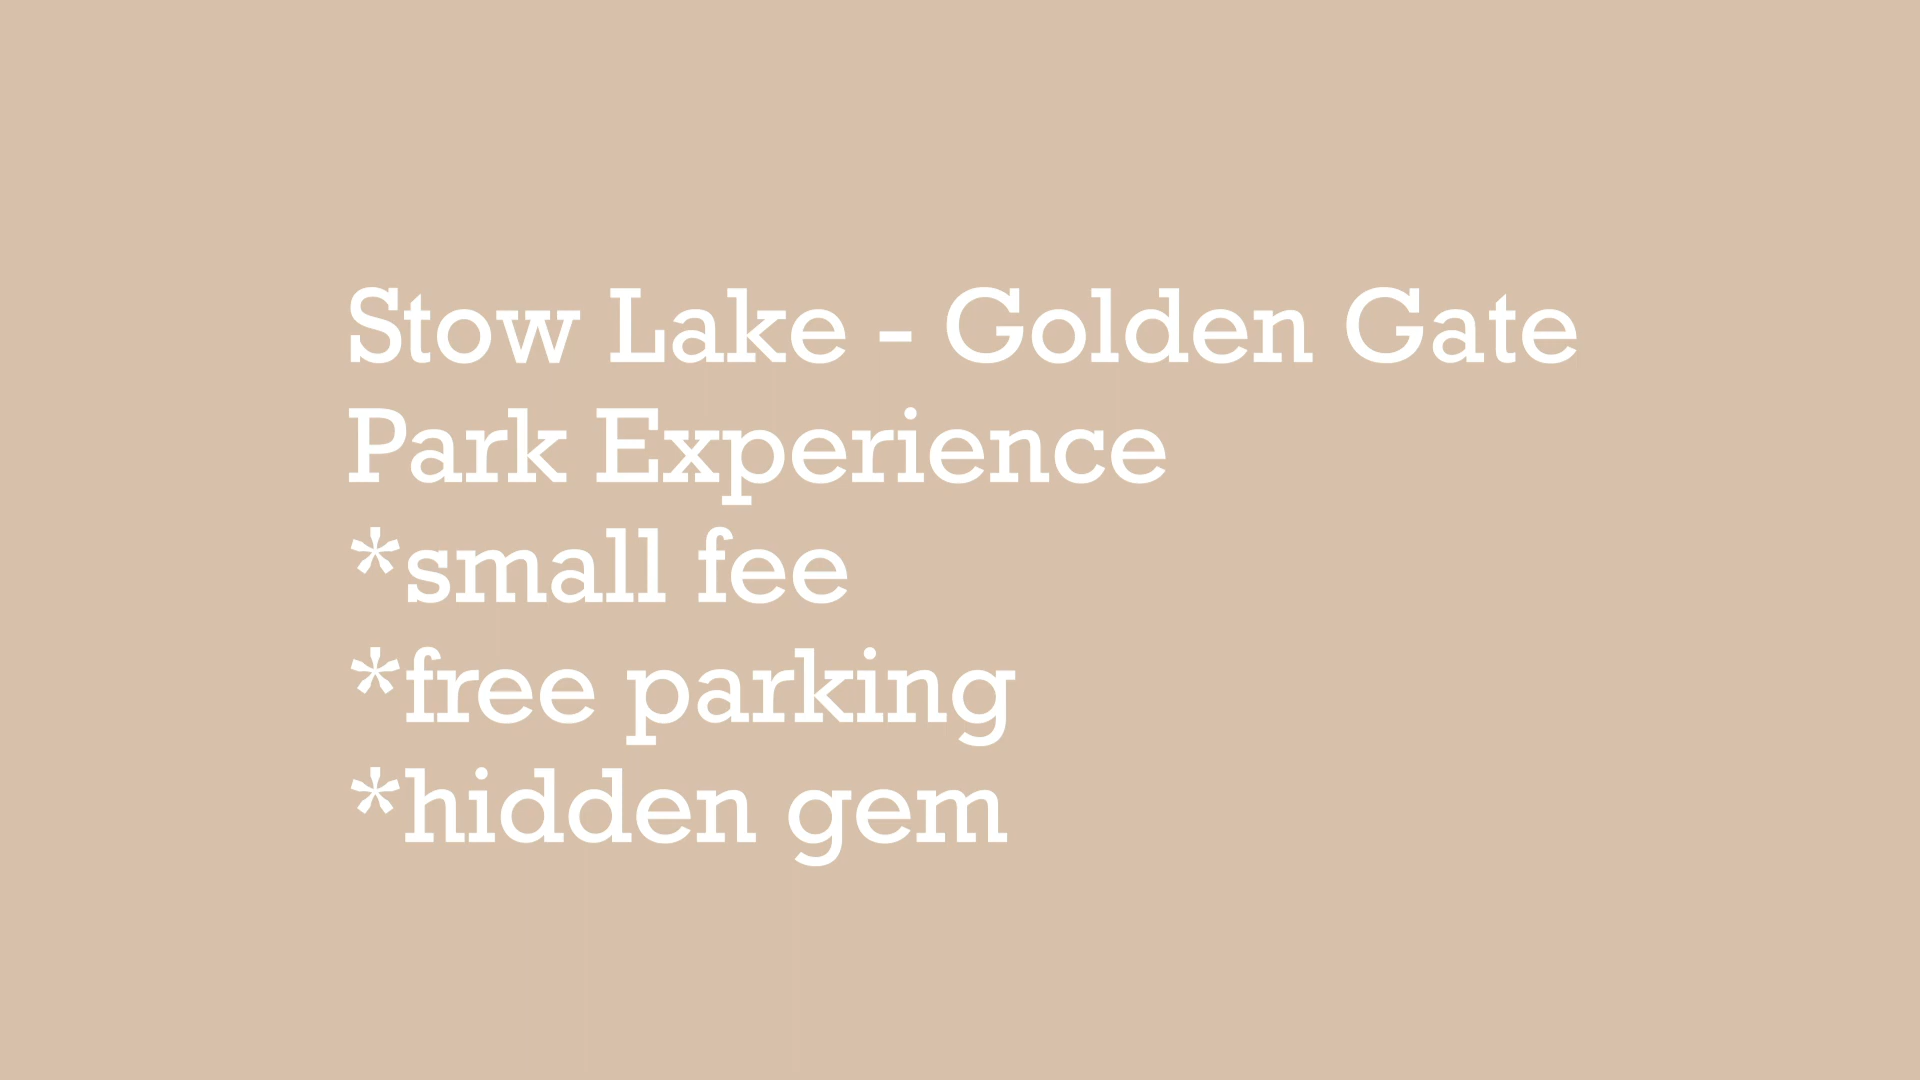 Stow Lake - Golden Gate
Park Experience
*small fee
*free parking
*hidden gem